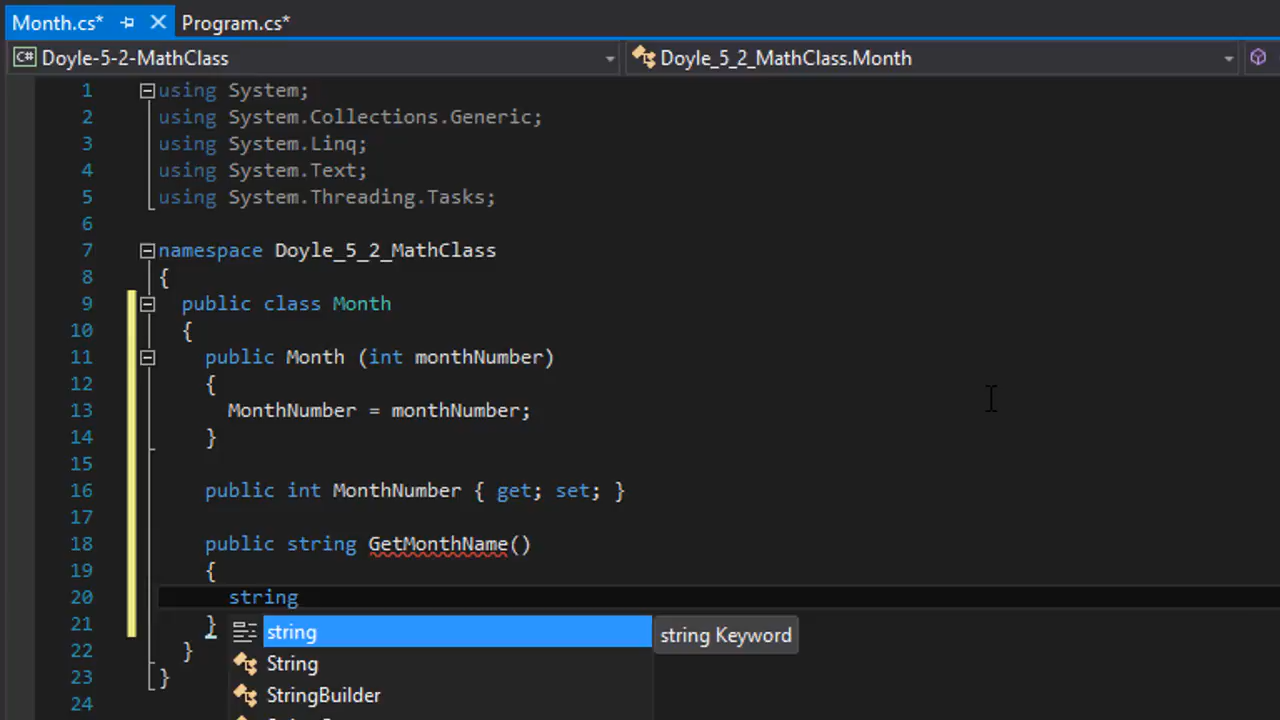 Month.cs* Program.cs*
C# Doyle-5-2-MathClass Doyle_5_2_MathClass.Month
1 using System;
2 using System.Collections.Generic;
3 using System.Linq;
4 using System.Text;
5 using System.Threading.Tasks;
6
7 namespace Doyle_5_2_MathClass
8 {
9 public class Month
10 {
11 public Month (int monthNumber)
12 {
13 MonthNumber = monthNumber;
14 }
15
16 public int MonthNumber { get; set; }
17
18 public string GetMonthName()
19 {
20 string
21 }
string string Keyword
22 }
String
23 }
StringBuilder
24